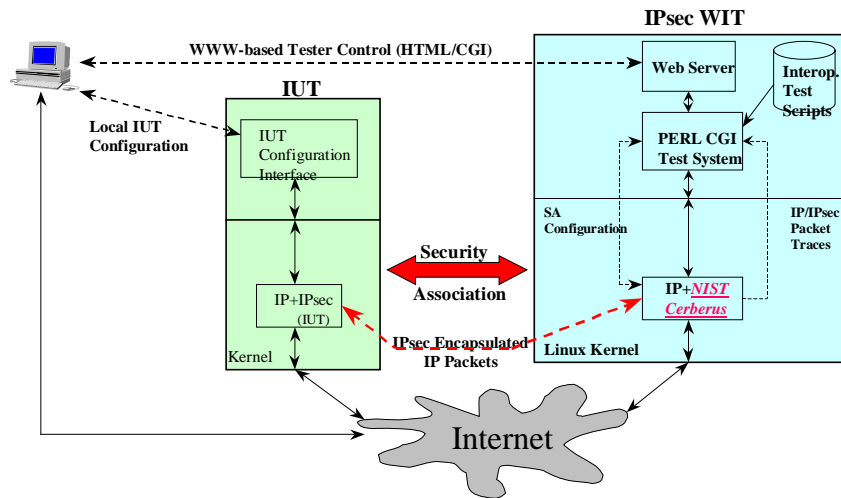 IPsec WIT
WWW-based Tester Control (HTML/CGI)
Web Server
Interop.
Test
Scripts
IUT
Local IUT
Configuration
IUT
Configuration
Interface
PERL CGI
Test System
SA
Configuration
IP/IPsec
Packet
Traces
Security
Association
IP+IPsec
(IUT)
IP+NIST
Cerberus
IPsec Encapsulated
IP Packets
Kernel
Linux Kernel
Internet